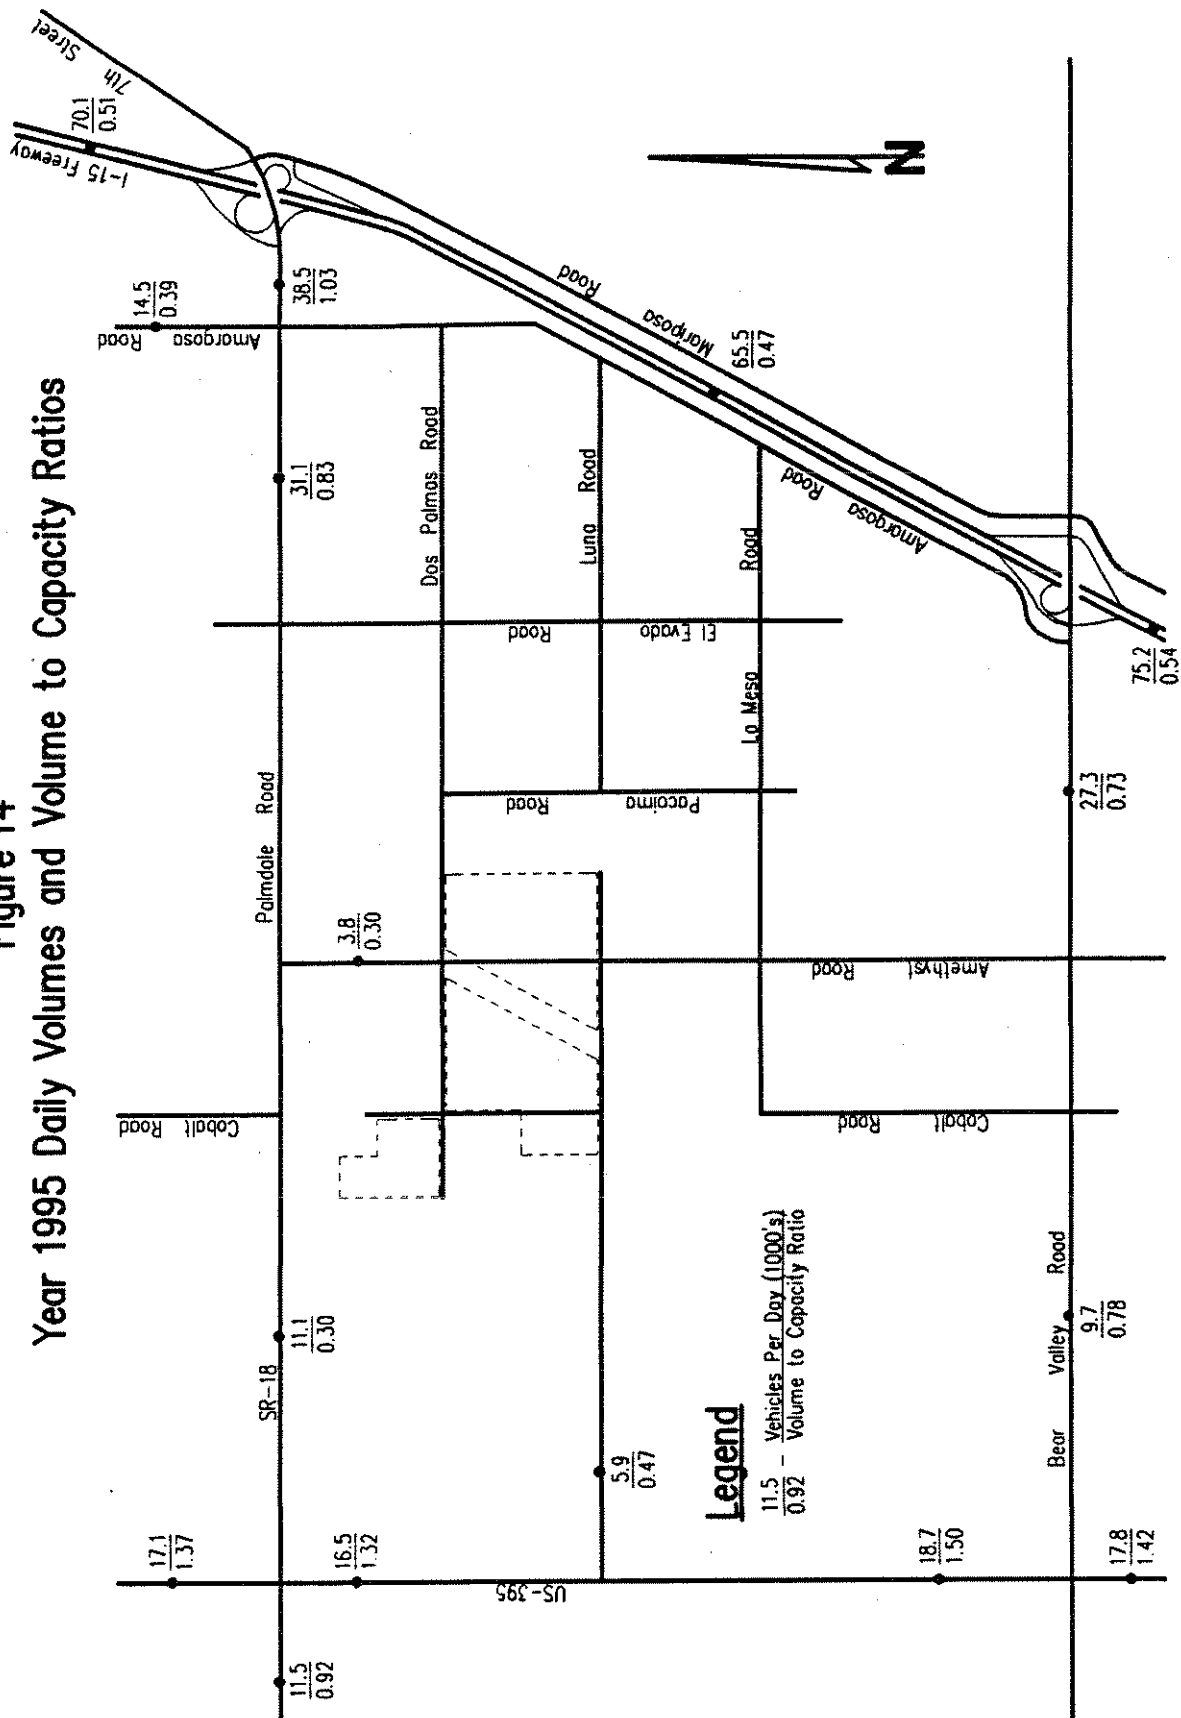 Figure 14
Year 1995 Daily Volumes and Volume to Capacity Ratios
7th Street
I-15 Freeway
70.1
0.51
14.5
0.39
Amargosa Road
38.5
1.03
31.1
0.83
Palmdale Road
3.8
0.30
Cobalt Road
SR-18
11.1
0.30
17.1
1.37
16.5
1.32
11.5
0.92
Dos Palmas Road
Luna Road
El Evado Road
Pacoima Road
La Mesa Road
Mariposa Road
65.5
0.47
Amargosa Road
N
Amethyst Road
Cobalt Road
US-395
5.9
0.47
Legend
11.5 - Vehicles Per Day (1000's)
0.92 Volume to Capacity Ratio
75.2
0.54
27.3
0.73
Bear Valley Road
9.7
0.78
18.7
1.50
17.8
1.42